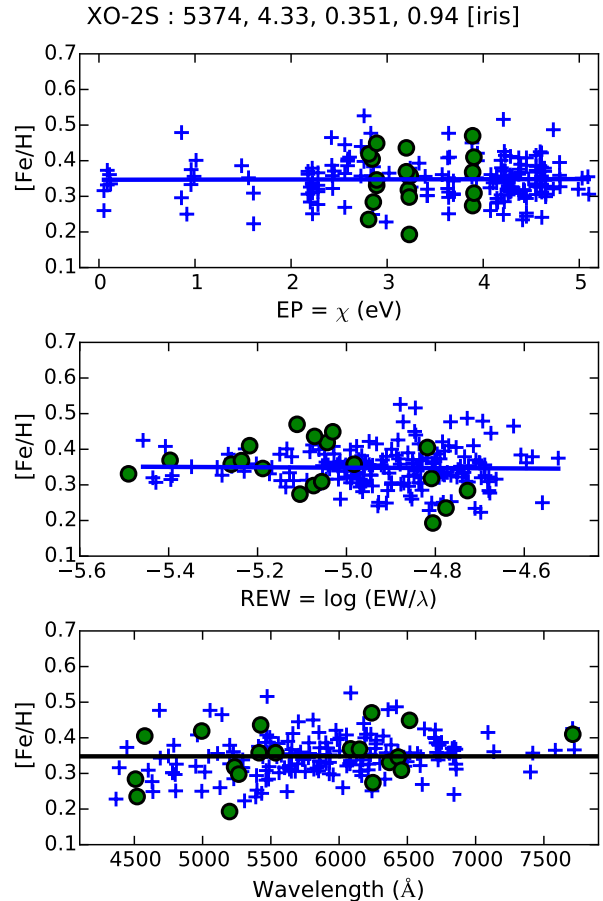 XO-2S : 5374, 4.33, 0.351, 0.94 [iris]
0.7
0.6
0.5
0.4
0.3
0.2
0.1
[Fe/H]
0 1 2 3 4 5
EP = χ (eV)
0.7
0.6
0.5
0.4
0.3
0.2
0.1
[Fe/H]
−5.6 −5.4 −5.2 −5.0 −4.8 −4.6
REW = log (EW/λ)
0.7
0.6
0.5
0.4
0.3
0.2
0.1
[Fe/H]
4500 5000 5500 6000 6500 7000 7500
Wavelength (Å)